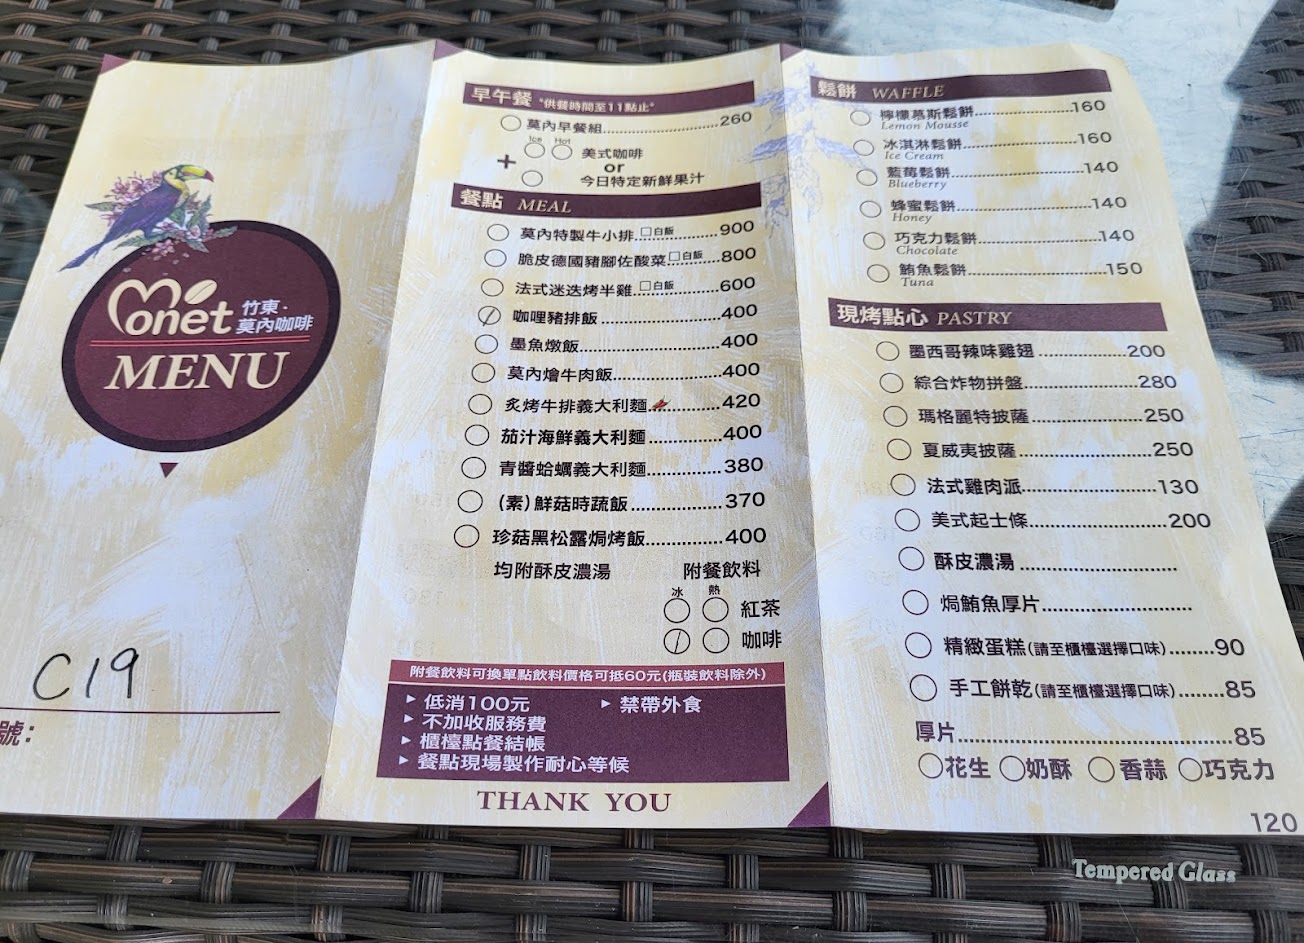 Monet 竹東·
莫內咖啡
MENU
C19
號:
早午餐 *供餐時間至11點止*
莫內早餐組 260
Ice Hot
+ 美式咖啡
or
今日特定新鮮果汁
餐點 MEAL
莫內特製牛小排 □白飯 900
脆皮德國豬腳佐酸菜 □白飯 800
法式迷迭烤半雞 □白飯 600
咖哩豬排飯 400
墨魚燉飯 400
莫內燴牛肉飯 400
炙烤牛排義大利麵 420
茄汁海鮮義大利麵 400
青醬蛤蠣義大利麵 380
(素)鮮菇時蔬飯 370
珍菇黑松露焗烤飯 400
均附酥皮濃湯 附餐飲料
冰 熱
紅茶
咖啡
附餐飲料可換單點飲料價格可抵60元(瓶裝飲料除外)
▸ 低消100元 ▸ 禁帶外食
▸ 不加收服務費
▸ 櫃檯點餐結帳
▸ 餐點現場製作耐心等候
THANK YOU
鬆餅 WAFFLE
檸檬慕斯鬆餅 160
Lemon Mousse
冰淇淋鬆餅 160
Ice Cream
藍莓鬆餅 140
Blueberry
蜂蜜鬆餅 140
Honey
巧克力鬆餅 140
Chocolate
鮪魚鬆餅 150
Tuna
現烤點心 PASTRY
墨西哥辣味雞翅 200
綜合炸物拼盤 280
瑪格麗特披薩 250
夏威夷披薩 250
法式雞肉派 130
美式起士條 200
酥皮濃湯
焗鮪魚厚片
精緻蛋糕(請至櫃檯選擇口味) 90
手工餅乾(請至櫃檯選擇口味) 85
厚片 85
花生 奶酥 香蒜 巧克力
120
Tempered Glass